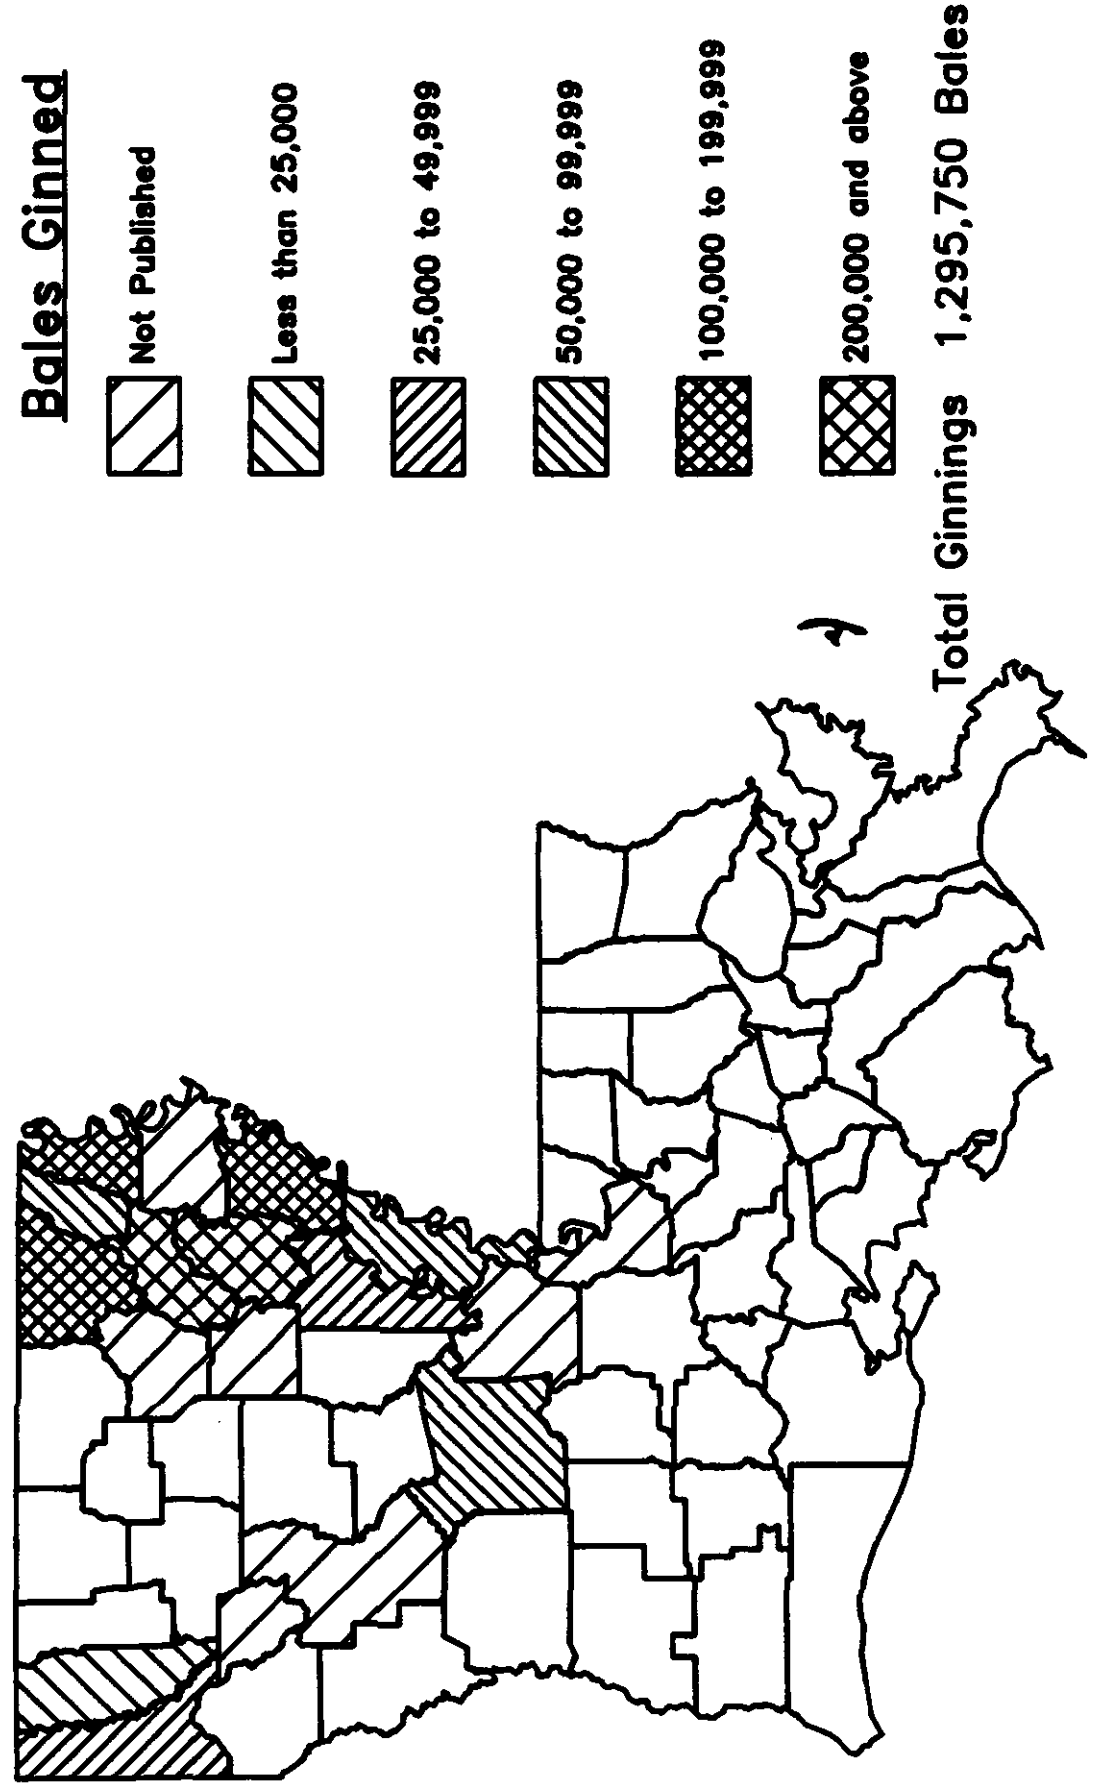 Bales Ginned
Not Published
Less than 25,000
25,000 to 49,999
50,000 to 99,999
100,000 to 199,999
200,000 and above
Total Ginnings 1,295,750 Bales